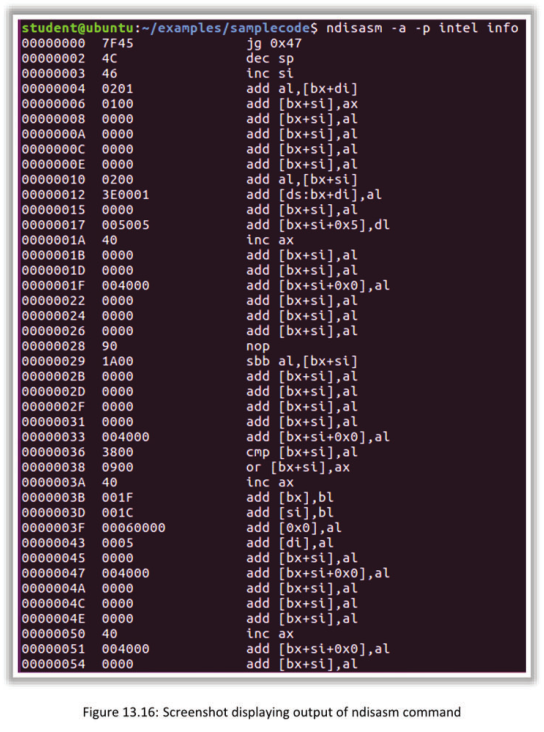 student@ubuntu:~/examples/samplecode$ ndisasm -a -p intel info
00000000 7F45 jg 0x47
00000002 4C dec sp
00000003 46 inc si
00000004 0201 add al,[bx+di]
00000006 0100 add [bx+si],ax
00000008 0000 add [bx+si],al
0000000A 0000 add [bx+si],al
0000000C 0000 add [bx+si],al
0000000E 0000 add [bx+si],al
00000010 0200 add al,[bx+si]
00000012 3E0001 add [ds:bx+di],al
00000015 0000 add [bx+si],al
00000017 005005 add [bx+si+0x5],dl
0000001A 40 inc ax
0000001B 0000 add [bx+si],al
0000001D 0000 add [bx+si],al
0000001F 004000 add [bx+si+0x0],al
00000022 0000 add [bx+si],al
00000024 0000 add [bx+si],al
00000026 0000 add [bx+si],al
00000028 90 nop
00000029 1A00 sbb al,[bx+si]
0000002B 0000 add [bx+si],al
0000002D 0000 add [bx+si],al
0000002F 0000 add [bx+si],al
00000031 0000 add [bx+si],al
00000033 004000 add [bx+si+0x0],al
00000036 3800 cmp [bx+si],al
00000038 0900 or [bx+si],ax
0000003A 40 inc ax
0000003B 001F add [bx],bl
0000003D 001C add [si],bl
0000003F 00060000 add [0x0],al
00000043 0005 add [di],al
00000045 0000 add [bx+si],al
00000047 004000 add [bx+si+0x0],al
0000004A 0000 add [bx+si],al
0000004C 0000 add [bx+si],al
0000004E 0000 add [bx+si],al
00000050 40 inc ax
00000051 004000 add [bx+si+0x0],al
00000054 0000 add [bx+si],al
Figure 13.16: Screenshot displaying output of ndisasm command